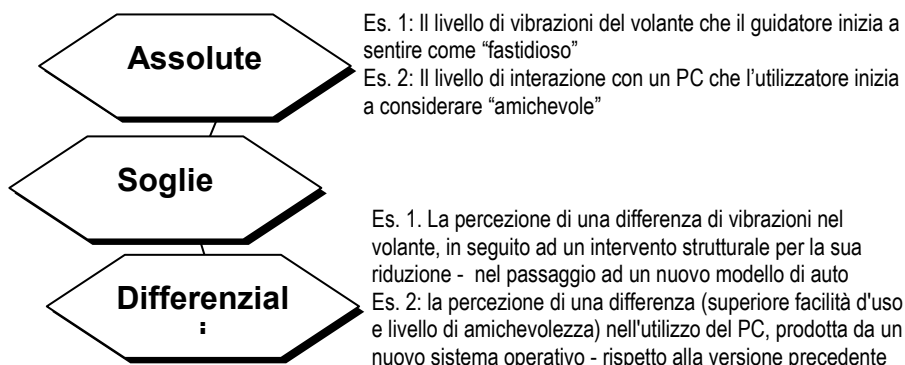 Assolute
Es. 1: Il livello di vibrazioni del volante che il guidatore inizia a
sentire come “fastidioso”
Es. 2: Il livello di interazione con un PC che l’utilizzatore inizia
a considerare “amichevole”
Soglie
Differenzial
Es. 1. La percezione di una differenza di vibrazioni nel
volante, in seguito ad un intervento strutturale per la sua
riduzione - nel passaggio ad un nuovo modello di auto
Es. 2: la percezione di una differenza (superiore facilità d'uso
e livello di amichevolezza) nell'utilizzo del PC, prodotta da un
nuovo sistema operativo - rispetto alla versione precedente